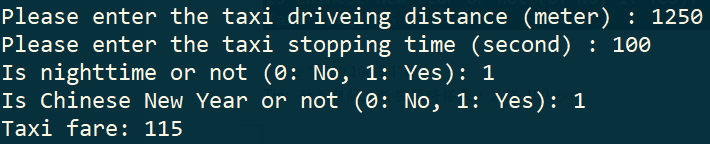 Please enter the taxi driveing distance (meter) : 1250
Please enter the taxi stopping time (second) : 100
Is nighttime or not (0: No, 1: Yes): 1
Is Chinese New Year or not (0: No, 1: Yes): 1
Taxi fare: 115